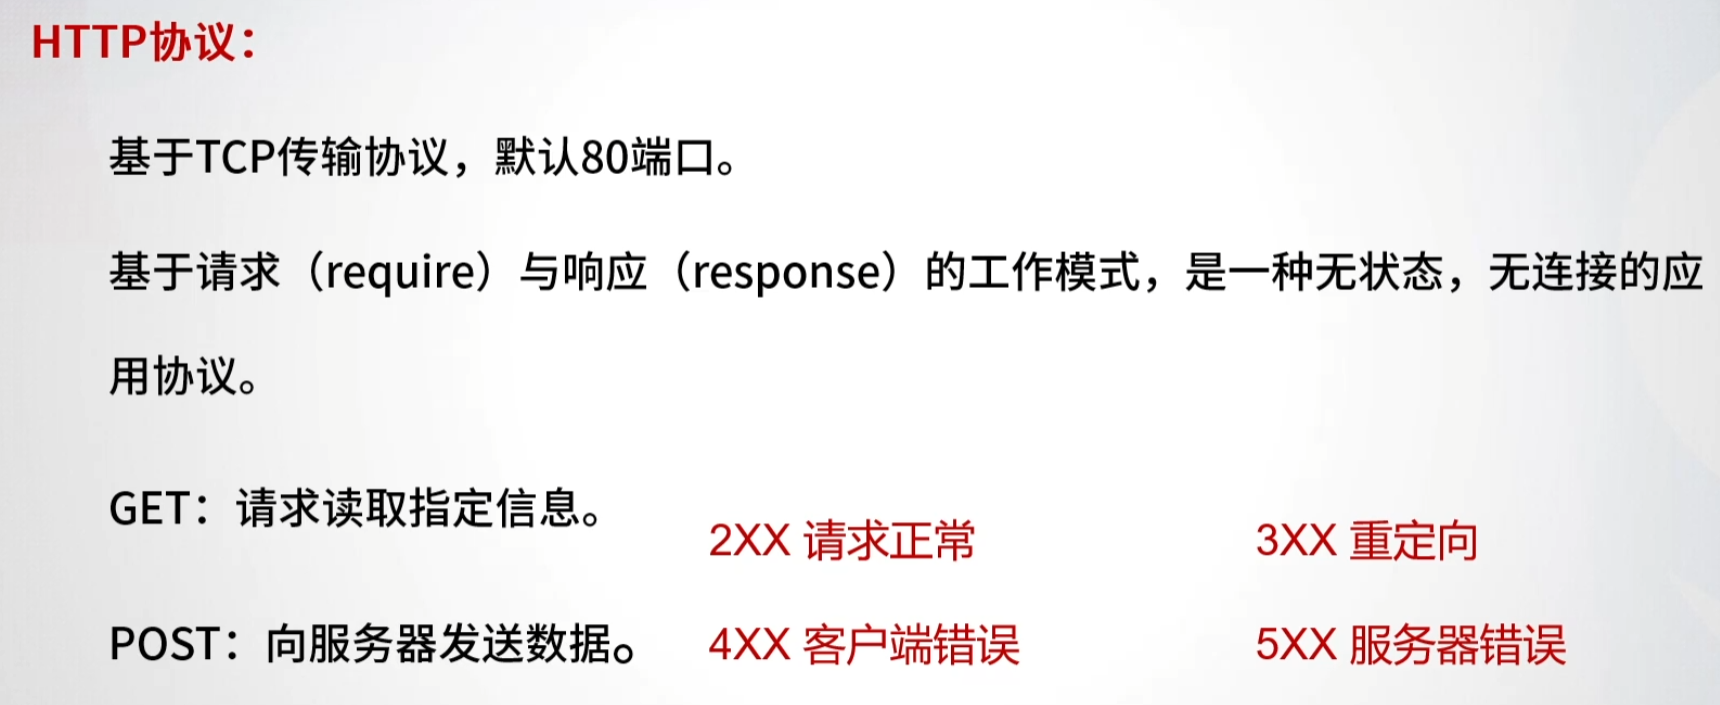 HTTP协议：
基于TCP传输协议，默认80端口。
基于请求（require）与响应（response）的工作模式，是一种无状态，无连接的应
用协议。
GET：请求读取指定信息。
2XX 请求正常
3XX 重定向
POST：向服务器发送数据。
4XX 客户端错误
5XX 服务器错误